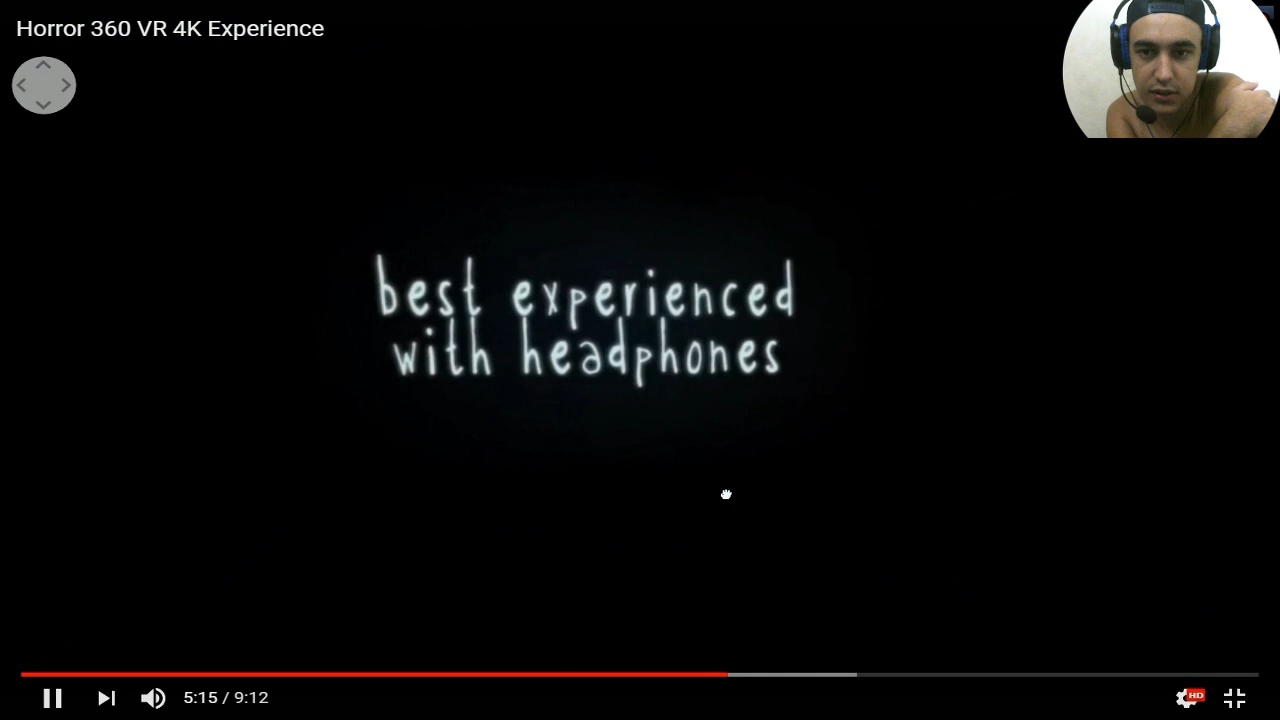 Horror 360 VR 4K Experience
best experienced
with headphones
5:15 / 9:12
HD